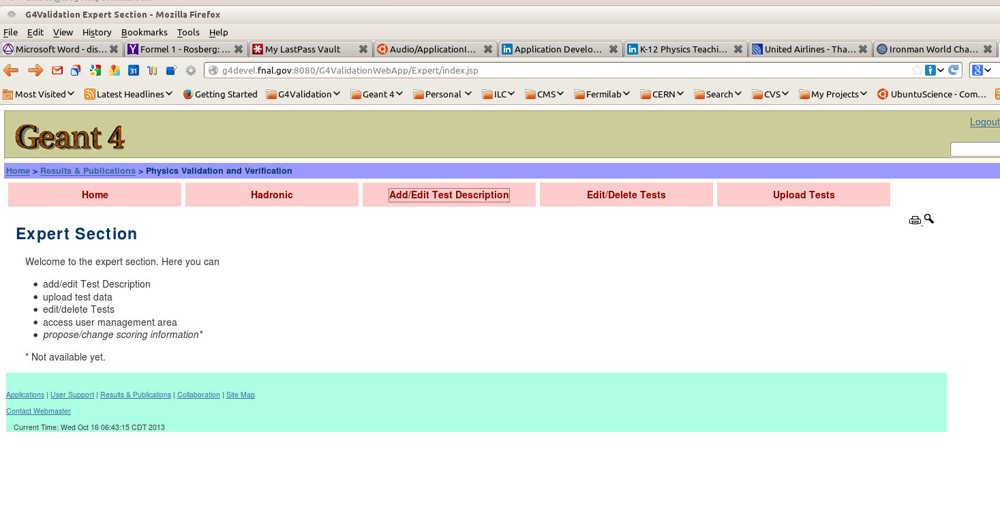 G4Validation Expert Section - Mozilla Firefox
File Edit View History Bookmarks Tools Help
Microsoft Word - dis... Formel 1 - Rosberg: ... My LastPass Vault Audio/ApplicationI... Application Develo... K-12 Physics Teachi... United Airlines - Tha... Ironman World Cha...
31 g4devel.fnal.gov:8080/G4ValidationWebApp/Expert/index.jsp 8
Most Visited Latest Headlines Getting Started G4Validation Geant 4 Personal ILC CMS Fermilab CERN Search CVS My Projects UbuntuScience - Com...
Geant 4
Logout
Home > Results & Publications > Physics Validation and Verification
Home Hadronic Add/Edit Test Description Edit/Delete Tests Upload Tests
Expert Section
Welcome to the expert section. Here you can
• add/edit Test Description
• upload test data
• edit/delete Tests
• access user management area
• propose/change scoring information*
* Not available yet.
Applications | User Support | Results & Publications | Collaboration | Site Map
Contact Webmaster
Current Time: Wed Oct 16 06:43:15 CDT 2013